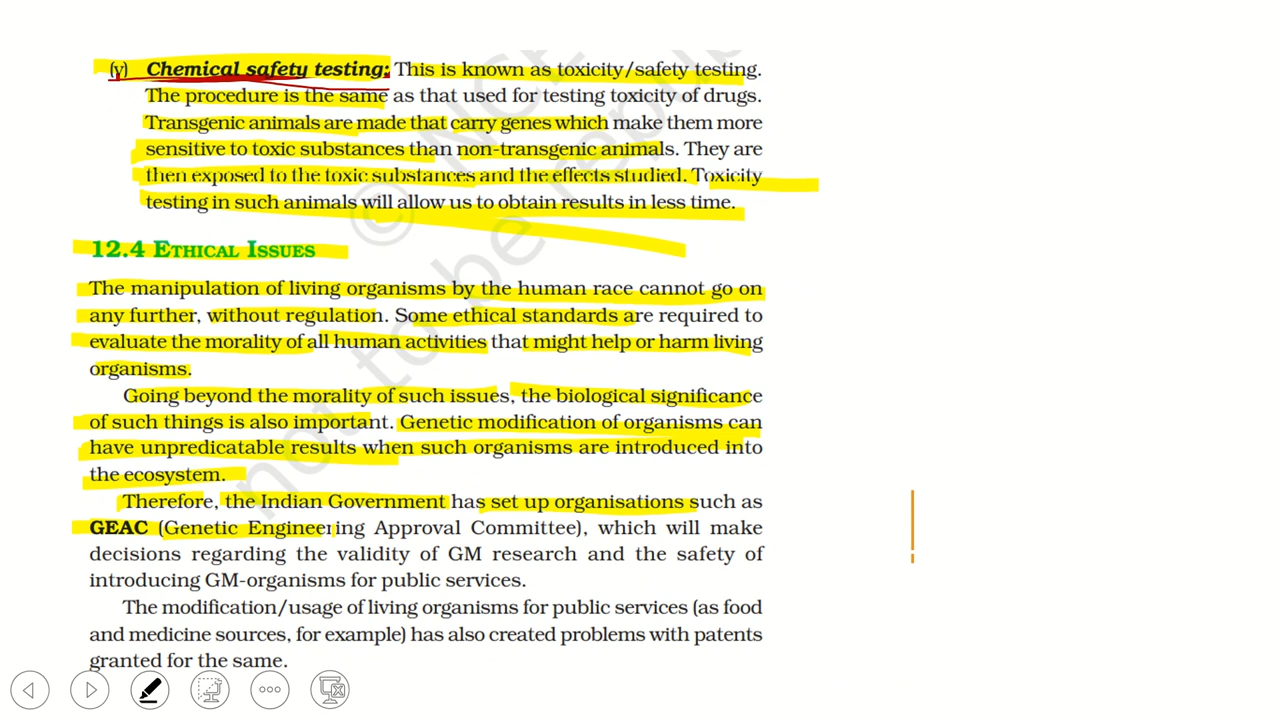 (v) Chemical safety testing: This is known as toxicity/safety testing.
The procedure is the same as that used for testing toxicity of drugs.
Transgenic animals are made that carry genes which make them more
sensitive to toxic substances than non-transgenic animals. They are
then exposed to the toxic substances and the effects studied. Toxicity
testing in such animals will allow us to obtain results in less time.
12.4 ETHICAL ISSUES
The manipulation of living organisms by the human race cannot go on
any further, without regulation. Some ethical standards are required to
evaluate the morality of all human activities that might help or harm living
organisms.
Going beyond the morality of such issues, the biological significance
of such things is also important. Genetic modification of organisms can
have unpredicatable results when such organisms are introduced into
the ecosystem.
Therefore, the Indian Government has set up organisations such as
GEAC (Genetic Engineering Approval Committee), which will make
decisions regarding the validity of GM research and the safety of
introducing GM-organisms for public services.
The modification/usage of living organisms for public services (as food
and medicine sources, for example) has also created problems with patents
granted for the same.
© NCE
not to be repu